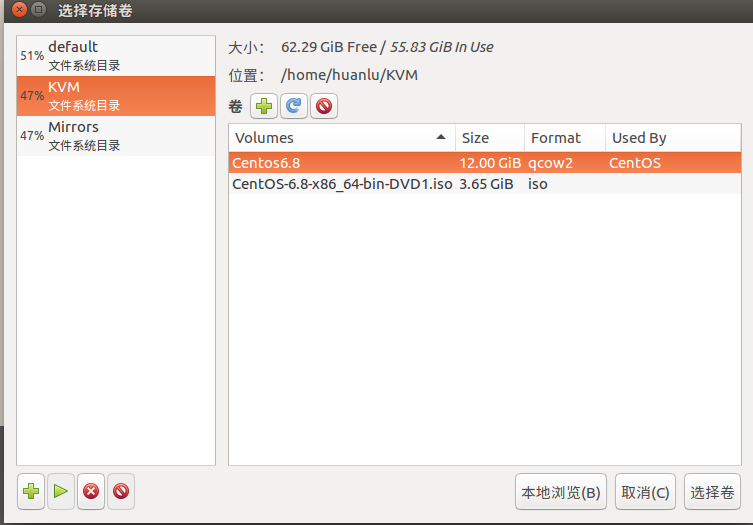 选择存储卷
51% default
文件系统目录
47% KVM
文件系统目录
47% Mirrors
文件系统目录
大小： 62.29 GiB Free / 55.83 GiB In Use
位置： /home/huanlu/KVM
卷
Volumes Size Format Used By
Centos6.8 12.00 GiB qcow2 CentOS
CentOS-6.8-x86_64-bin-DVD1.iso 3.65 GiB iso
本地浏览(B) 取消(C) 选择卷